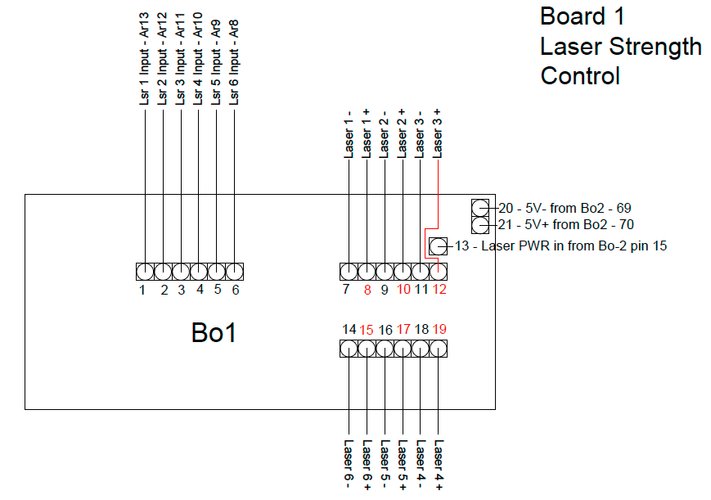 Board 1
Laser Strength
Control
Lsr 1 Input - Ar13
Lsr 2 Input - Ar12
Lsr 3 Input - Ar11
Lsr 4 Input - Ar10
Lsr 5 Input - Ar9
Lsr 6 Input - Ar8
Laser 1 -
Laser 1 +
Laser 2 -
Laser 2 +
Laser 3 -
Laser 3 +
20 - 5V- from Bo2 - 69
21 - 5V+ from Bo2 - 70
13 - Laser PWR in from Bo-2 pin 15
1 2 3 4 5 6
7 8 9 10 11 12
Bo1
14 15 16 17 18 19
Laser 6 -
Laser 6 +
Laser 5 -
Laser 5 +
Laser 4 -
Laser 4 +